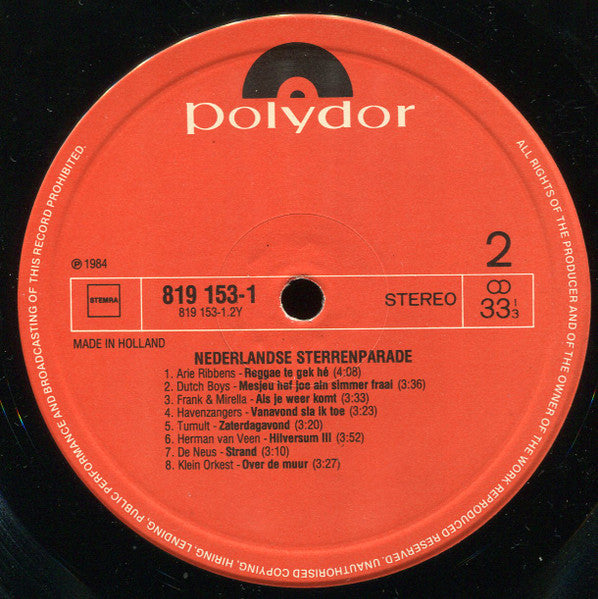 polydor
℗ 1984
2
STEMRA
819 153-1
819 153-1.2Y
STEREO
33 1/3
MADE IN HOLLAND
NEDERLANDSE STERRENPARADE
1. Arie Ribbens - Reggae te gek hé (4:08)
2. Dutch Boys - Mesjeu hef joe ain simmer fraai (3:36)
3. Frank & Mirella - Als je weer komt (3:33)
4. Havenzangers - Vanavond sla ik toe (3:23)
5. Tumult - Zaterdagavond (3:20)
6. Herman van Veen - Hilversum III (3:52)
7. De Neus - Strand (3:10)
8. Klein Orkest - Over de muur (3:27)
ALL RIGHTS OF THE PRODUCER AND OF THE OWNER OF THE WORK REPRODUCED RESERVED. UNAUTHORISED COPYING, HIRING, LENDING, PUBLIC PERFORMANCE AND BROADCASTING OF THIS RECORD PROHIBITED.